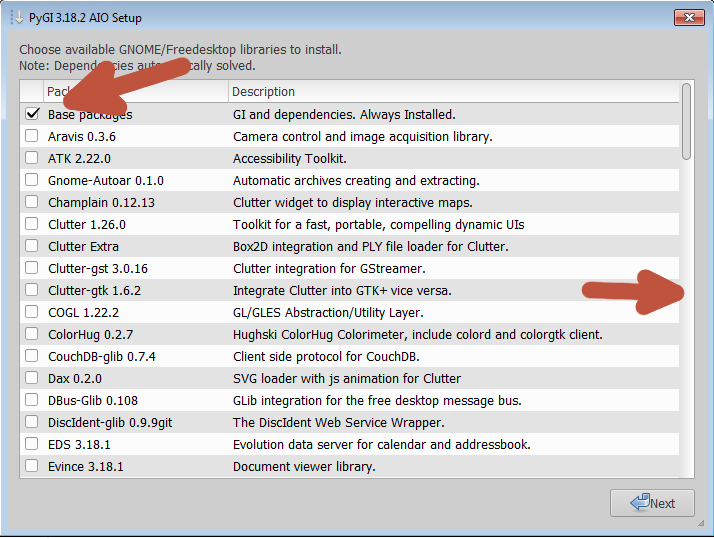 PyGI 3.18.2 AIO Setup
Choose available GNOME/Freedesktop libraries to install.
Note: Dependencies automatically solved.
Description
Base packages GI and dependencies. Always Installed.
Aravis 0.3.6 Camera control and image acquisition library.
ATK 2.22.0 Accessibility Toolkit.
Gnome-Autoar 0.1.0 Automatic archives creating and extracting.
Champlain 0.12.13 Clutter widget to display interactive maps.
Clutter 1.26.0 Toolkit for a fast, portable, compelling dynamic UIs
Clutter Extra Box2D integration and PLY file loader for Clutter.
Clutter-gst 3.0.16 Clutter integration for GStreamer.
Clutter-gtk 1.6.2 Integrate Clutter into GTK+ vice versa.
COGL 1.22.2 GL/GLES Abstraction/Utility Layer.
ColorHug 0.2.7 Hughski ColorHug Colorimeter, include colord and colorgtk client.
CouchDB-glib 0.7.4 Client side protocol for CouchDB.
Dax 0.2.0 SVG loader with js animation for Clutter
DBus-Glib 0.108 GLib integration for the free desktop message bus.
DiscIdent-glib 0.9.9git The DiscIdent Web Service Wrapper.
EDS 3.18.1 Evolution data server for calendar and addressbook.
Evince 3.18.1 Document viewer library.
Next